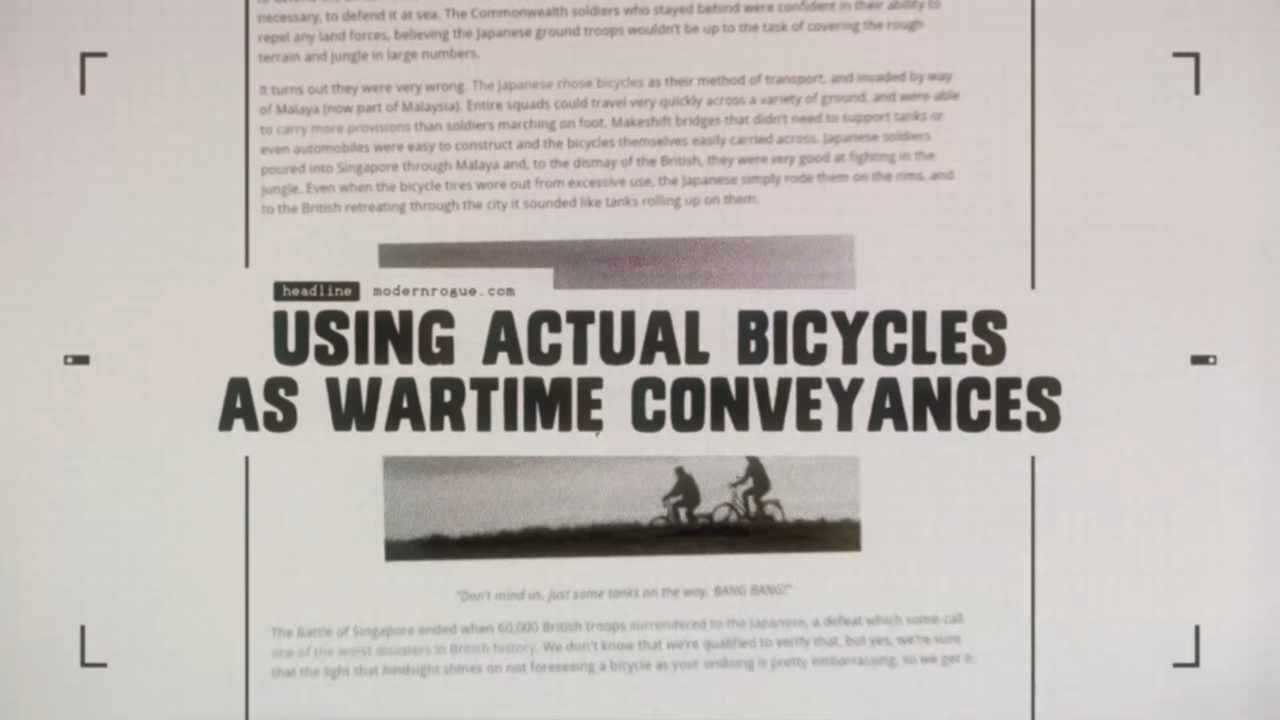 necessary, to defend it at sea. The Commonwealth soldiers who stayed behind were confident in their ability to
repel any land forces, believing the Japanese ground troops wouldn't be up to the task of covering the rough
terrain and jungle in large numbers.
It turns out they were very wrong. The Japanese chose bicycles as their method of transport, and invaded by way
of Malaya (now part of Malaysia). Entire squads could travel very quickly across a variety of ground, and were able
to carry more provisions than soldiers marching on foot. Makeshift bridges that didn't need to support tanks or
even automobiles were easy to construct and the bicycles themselves easily carried across. Japanese soldiers
poured into Singapore through Malaya and, to the dismay of the British, they were very good at fighting in the
jungle. Even when the bicycle tires wore out from excessive use, the Japanese simply rode them on the rims, and
to the British retreating through the city it sounded like tanks rolling up on them.
headline modernrogue.com
USING ACTUAL BICYCLES
AS WARTIME CONVEYANCES
"Don't mind us, just some tanks on the way. BANG BANG!"
The Battle of Singapore ended when 60,000 British troops surrendered to the Japanese, a defeat which some call
one of the worst disasters in British history. We don't know that we're qualified to verify that, but yes, we're sure
that the light that hindsight shines on not foreseeing a bicycle as your undoing is pretty embarrassing, so we get it.